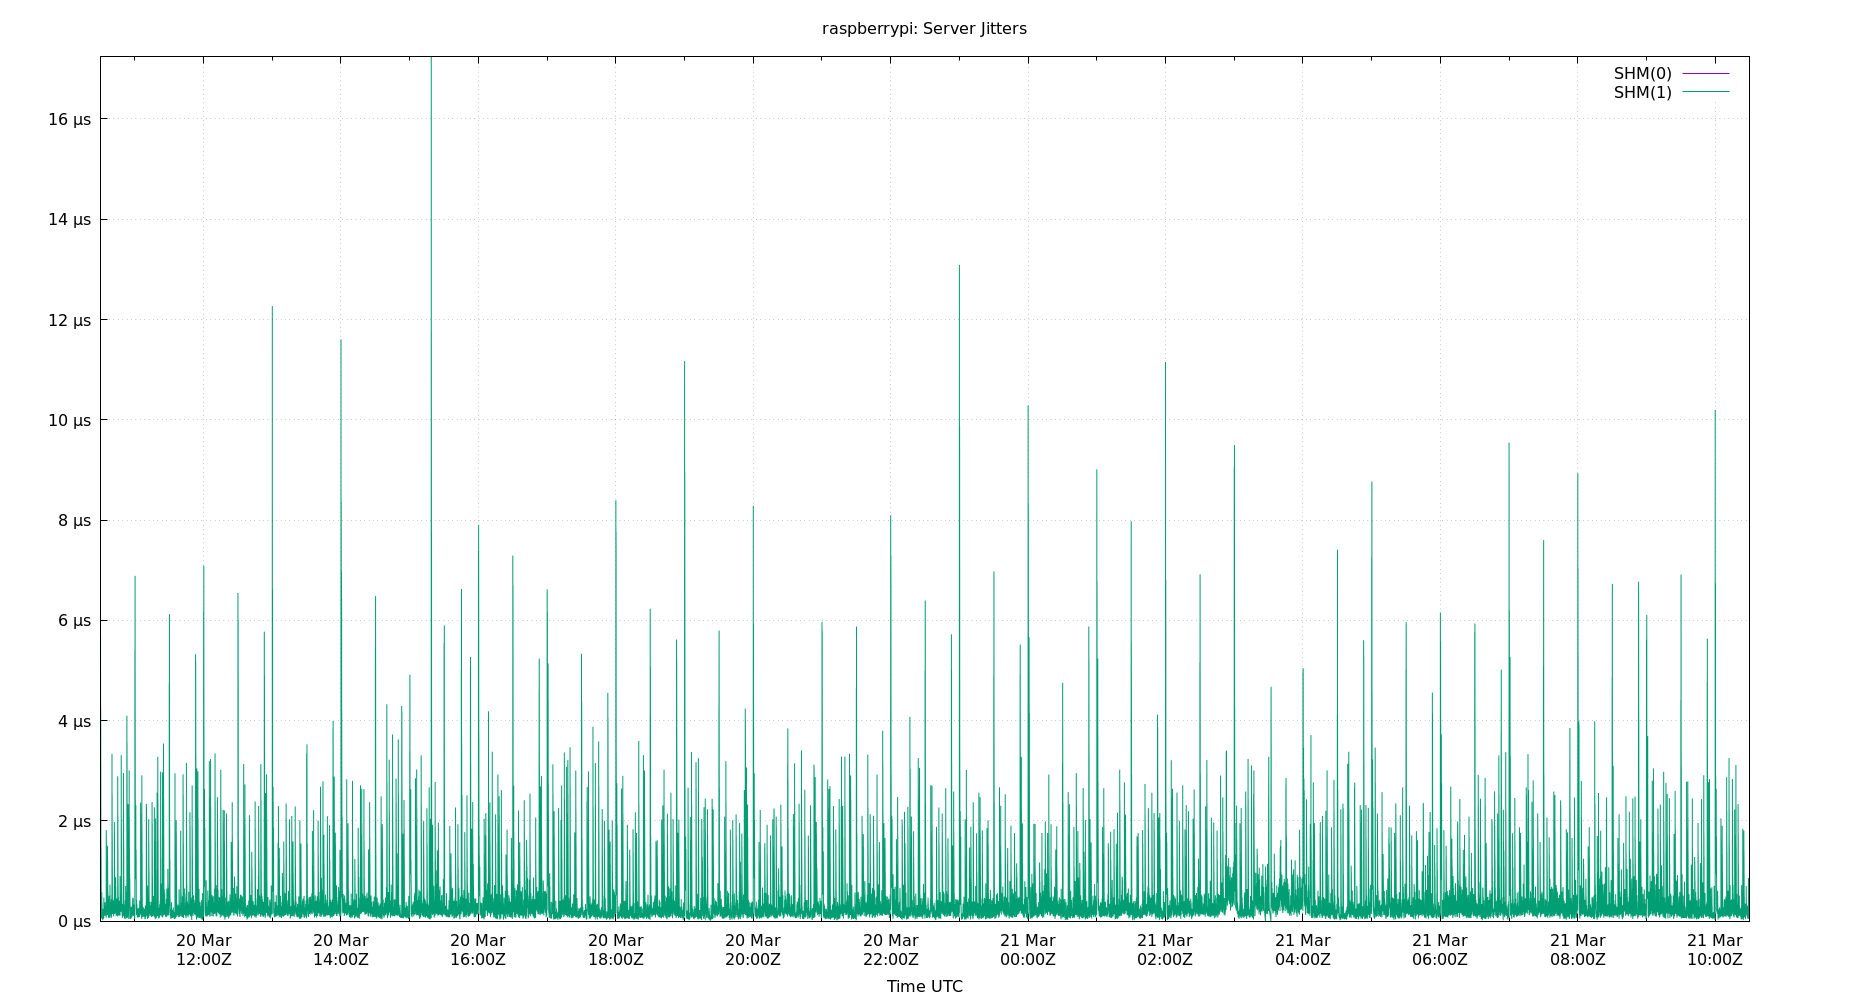 raspberrypi: Server Jitters
SHM(0)
SHM(1)
16 µs
14 µs
12 µs
10 µs
8 µs
6 µs
4 µs
2 µs
0 µs
20 Mar 20 Mar 20 Mar 20 Mar 20 Mar 20 Mar 21 Mar 21 Mar 21 Mar 21 Mar 21 Mar 21 Mar
12:00Z 14:00Z 16:00Z 18:00Z 20:00Z 22:00Z 00:00Z 02:00Z 04:00Z 06:00Z 08:00Z 10:00Z
Time UTC